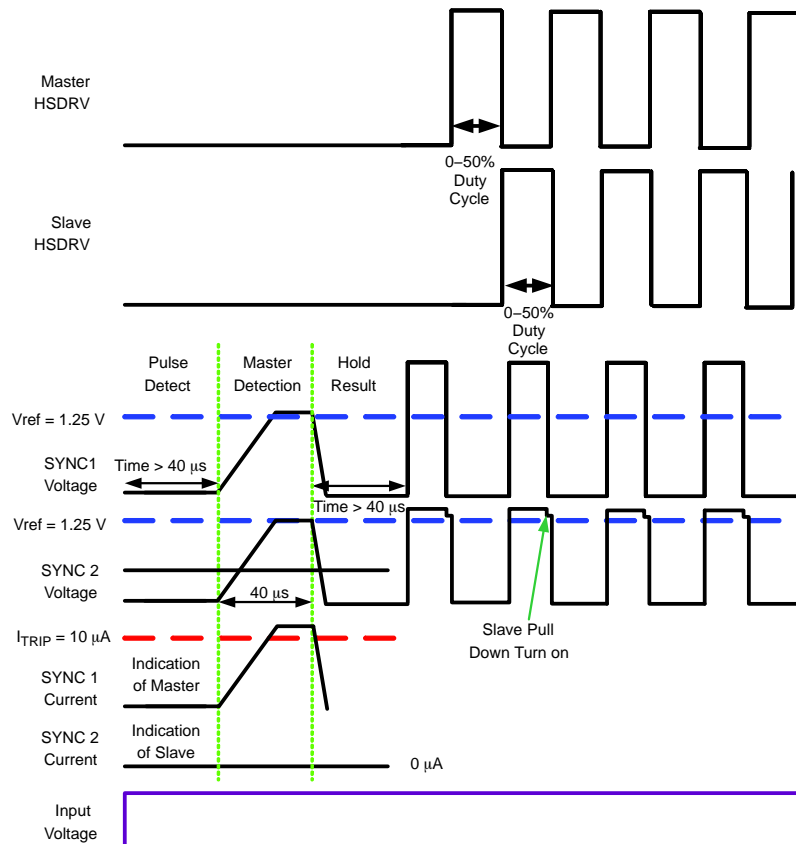 Master
HSDRV
0–50%
Duty
Cycle
Slave
HSDRV
0–50%
Duty
Cycle
Pulse
Detect
Master
Detection
Hold
Result
Vref = 1.25 V
SYNC1
Voltage
Time > 40 μs
Time > 40 μs
Vref = 1.25 V
SYNC 2
Voltage
40 μs
Slave Pull
Down Turn on
ITRIP = 10 μA
SYNC 1
Current
Indication
of Master
SYNC 2
Current
Indication
of Slave
0 μA
Input
Voltage